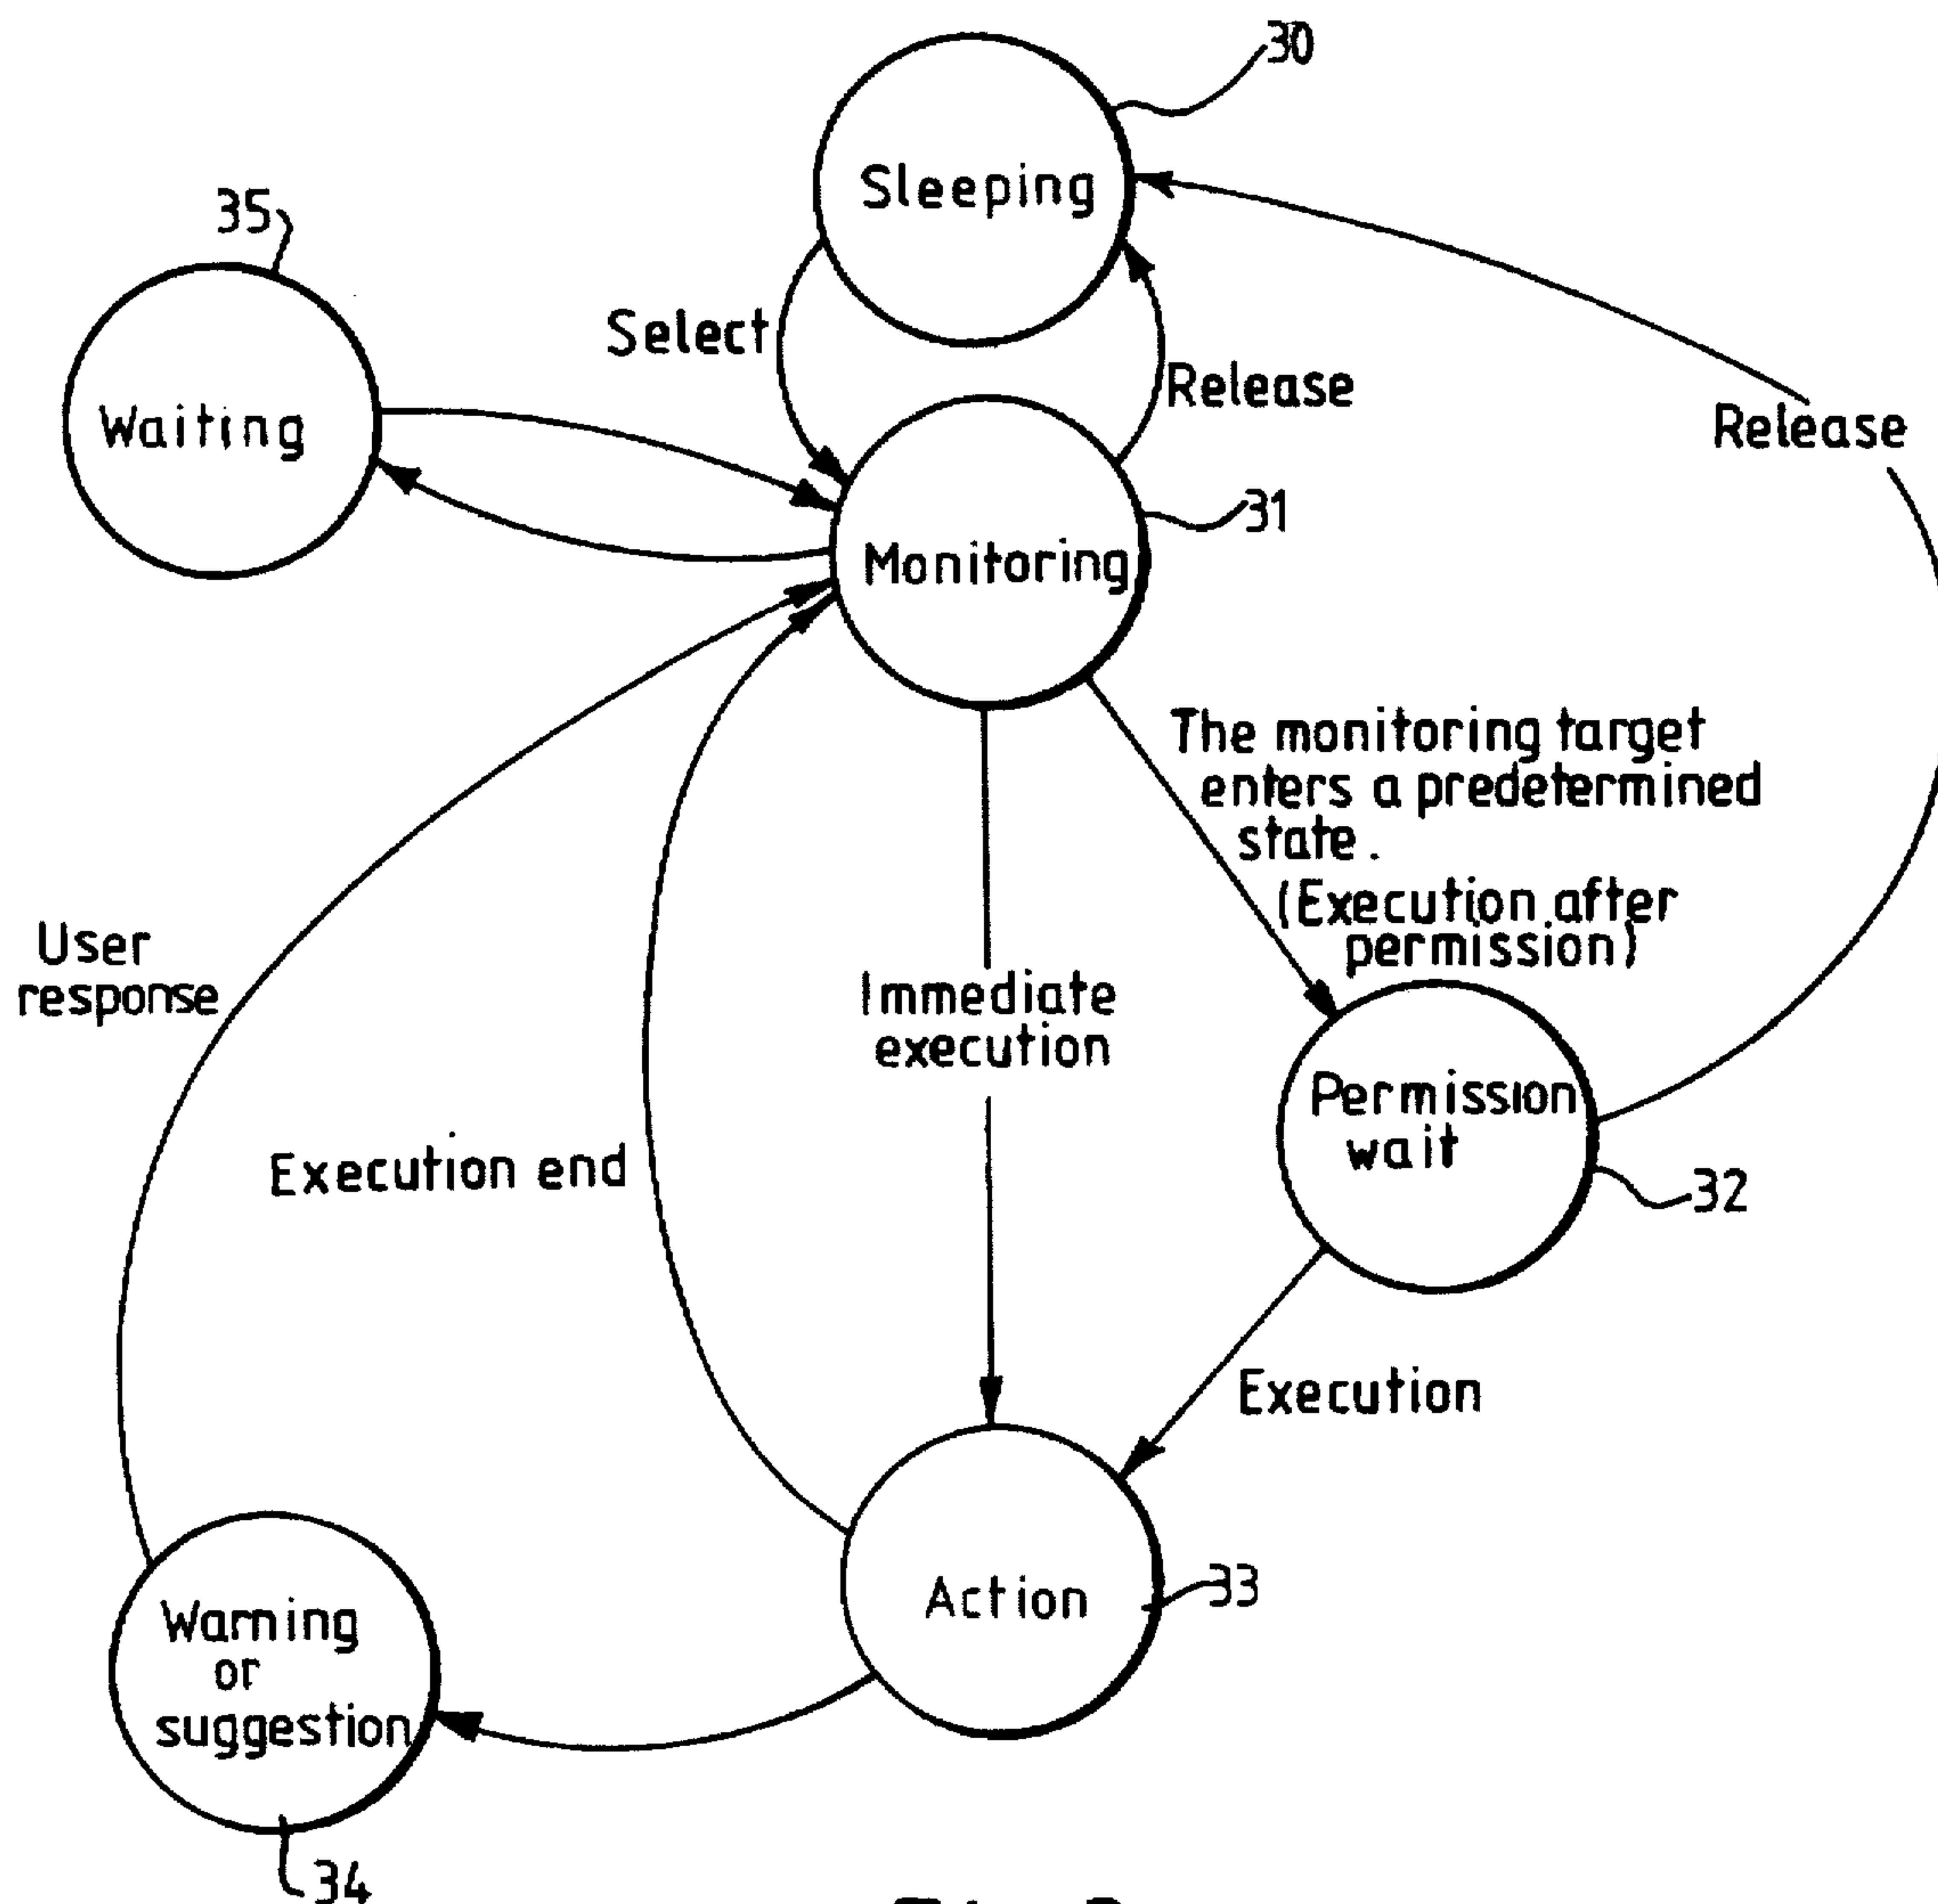 30
Sleeping
35
Select
Release
Waiting
Release
31
Monitoring
The monitoring target
enters a predetermined
state.
(Execution after
permission)
User
response
Immediate
execution
Permission
wait
Execution end
32
Execution
Action
33
Warning
or
suggestion
34